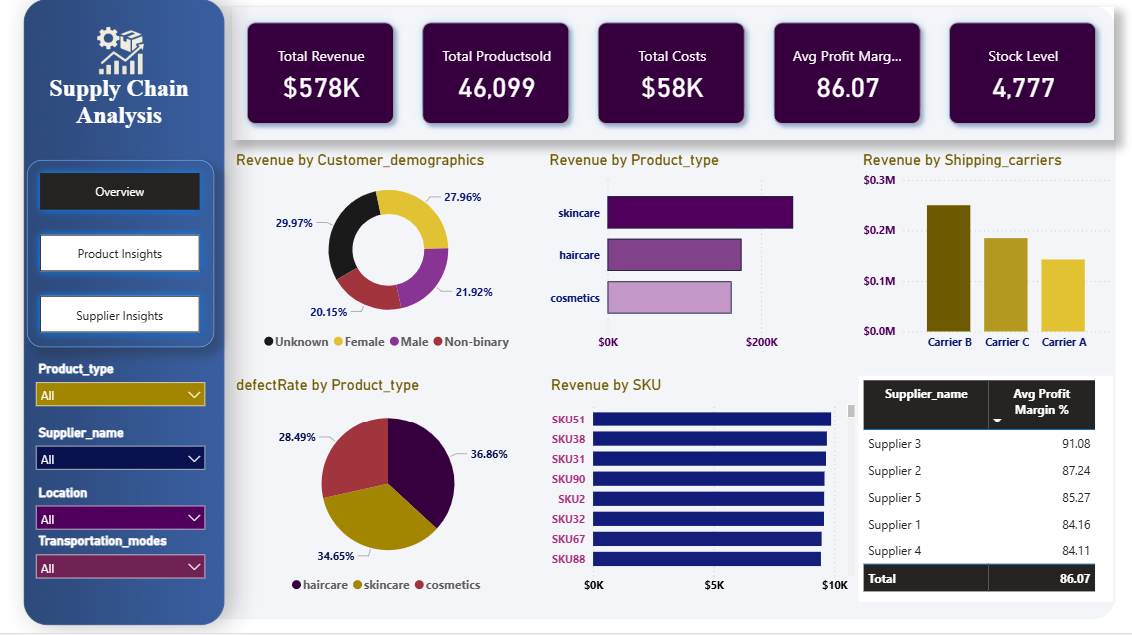 Supply Chain
Analysis
Overview
Product Insights
Supplier Insights
Product_type
All
Supplier_name
All
Location
All
Transportation_modes
All
Total Revenue
$578K
Total Productsold
46,099
Total Costs
$58K
Avg Profit Marg...
86.07
Stock Level
4,777
Revenue by Customer_demographics
27.96%
29.97%
21.92%
20.15%
Unknown Female Male Non-binary
Revenue by Product_type
skincare
haircare
cosmetics
$0K $200K
Revenue by Shipping_carriers
$0.3M
$0.2M
$0.1M
$0.0M
Carrier B Carrier C Carrier A
defectRate by Product_type
28.49%
36.86%
34.65%
haircare skincare cosmetics
Revenue by SKU
SKU51
SKU38
SKU31
SKU90
SKU2
SKU32
SKU67
SKU88
$0K $5K $10K
Supplier_name Avg Profit
Margin %
Supplier 3 91.08
Supplier 2 87.24
Supplier 5 85.27
Supplier 1 84.16
Supplier 4 84.11
Total 86.07